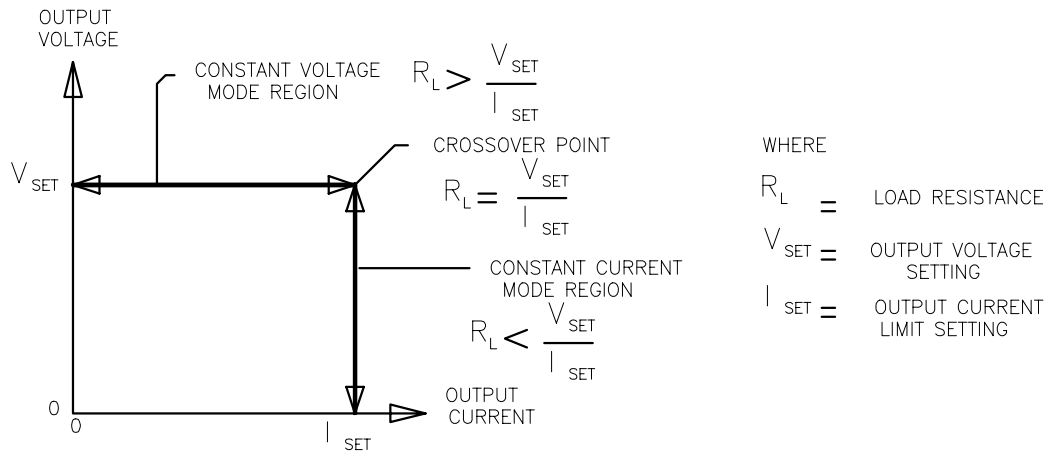 OUTPUT
VOLTAGE
CONSTANT VOLTAGE
MODE REGION
R_L > V_SET / I_SET
CROSSOVER POINT
R_L = V_SET / I_SET
CONSTANT CURRENT
MODE REGION
R_L < V_SET / I_SET
V_SET
0
0
I_SET
OUTPUT
CURRENT
WHERE
R_L = LOAD RESISTANCE
V_SET = OUTPUT VOLTAGE
SETTING
I_SET = OUTPUT CURRENT
LIMIT SETTING